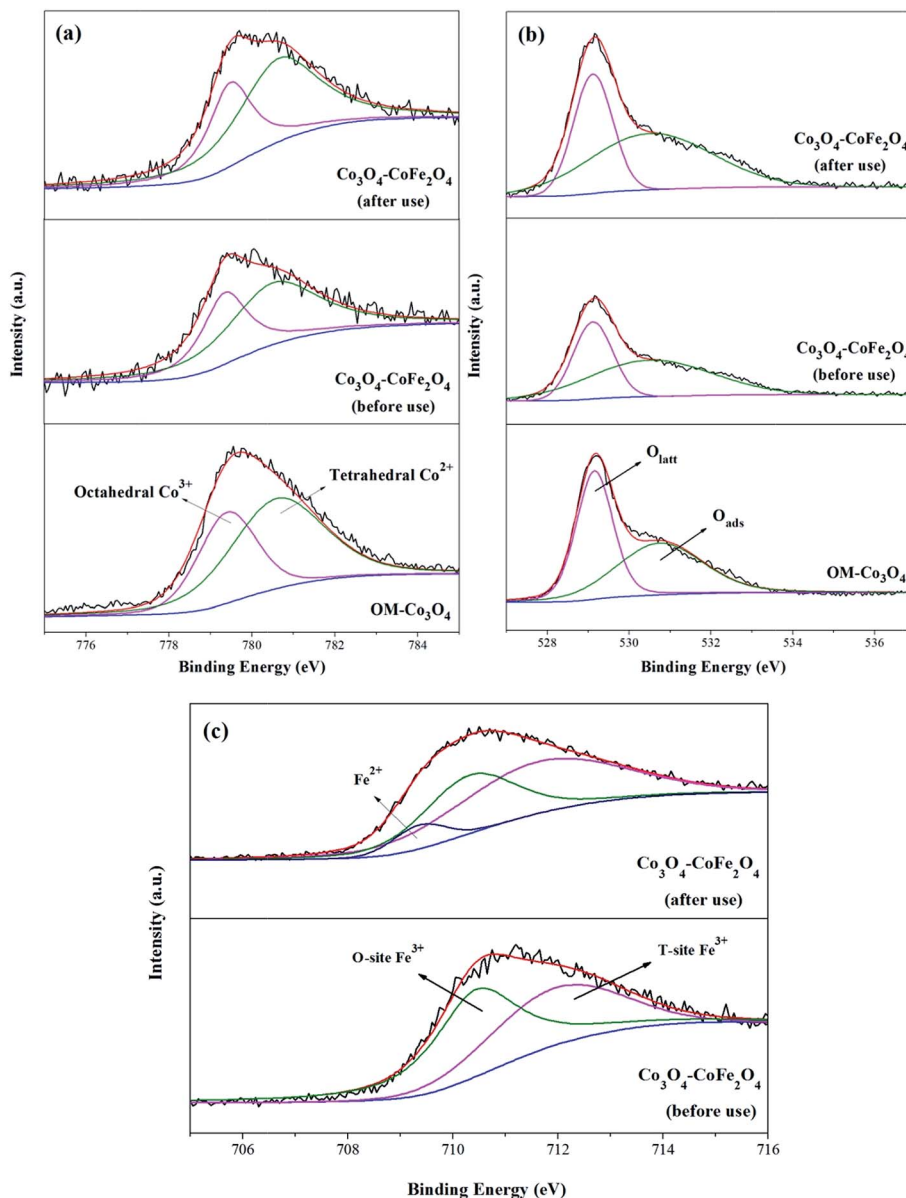 (a)
Co₃O₄-CoFe₂O₄
(after use)
Co₃O₄-CoFe₂O₄
(before use)
Octahedral Co³⁺
Tetrahedral Co²⁺
OM-Co₃O₄
Intensity (a.u.)
776 778 780 782 784
Binding Energy (eV)
(b)
Co₃O₄-CoFe₂O₄
(after use)
Co₃O₄-CoFe₂O₄
(before use)
O_latt
O_ads
OM-Co₃O₄
Intensity (a.u.)
528 530 532 534 536
Binding Energy (eV)
(c)
Fe²⁺
Co₃O₄-CoFe₂O₄
(after use)
O-site Fe³⁺
T-site Fe³⁺
Co₃O₄-CoFe₂O₄
(before use)
Intensity (a.u.)
706 708 710 712 714 716
Binding Energy (eV)